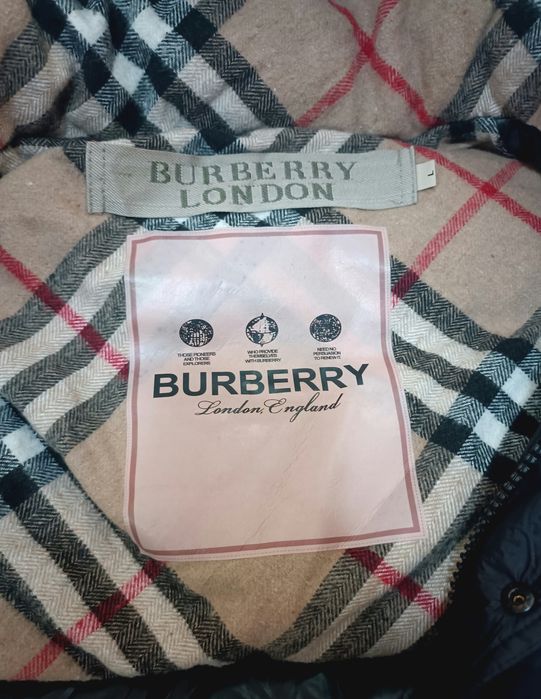 BURBERRY
LONDON
L
THOSE PIONEERS
AND THOSE
EXPLORERS
WHO PROVIDE
THEMSELVES
WITH BURBERRY
NEED NO
PERSUASION
TO RENEW IT.
BURBERRY
London, England